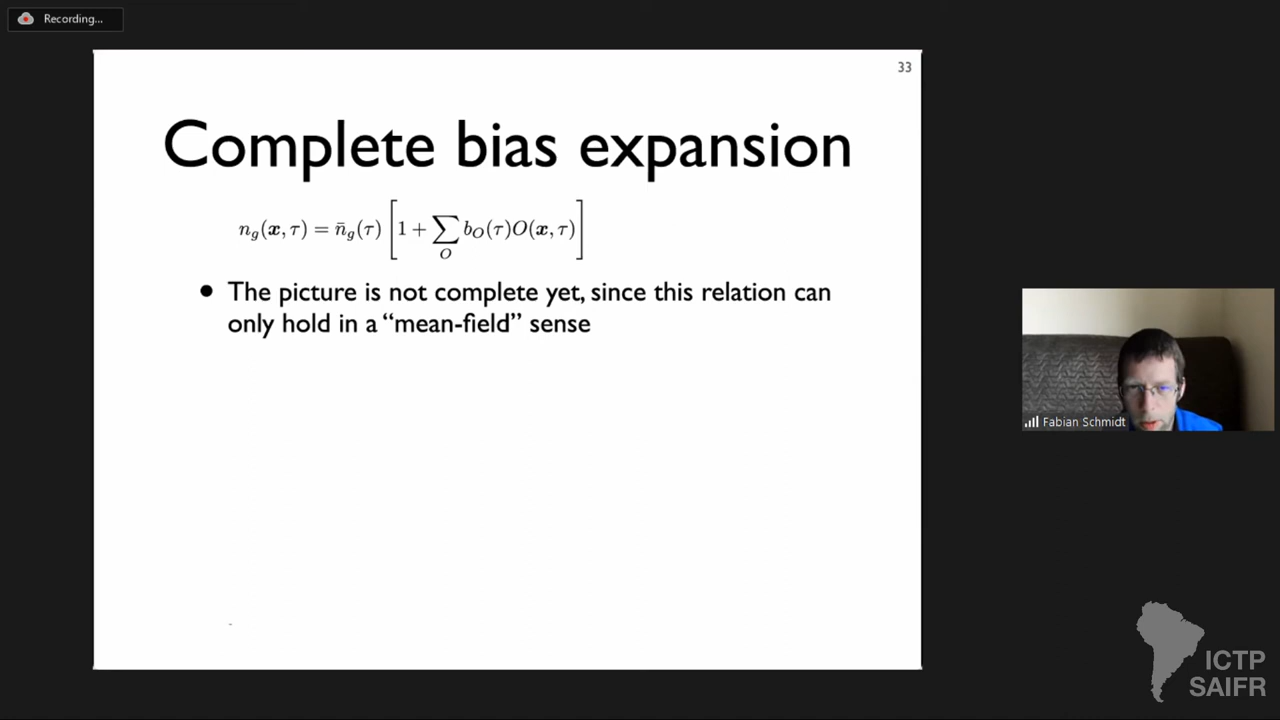 Recording...
33
Complete bias expansion
n_g(x, τ) = n̄_g(τ) [1 + ∑_O b_O(τ)O(x, τ)]
• The picture is not complete yet, since this relation can
only hold in a “mean-field” sense
Fabian Schmidt
ICTP
SAIFR